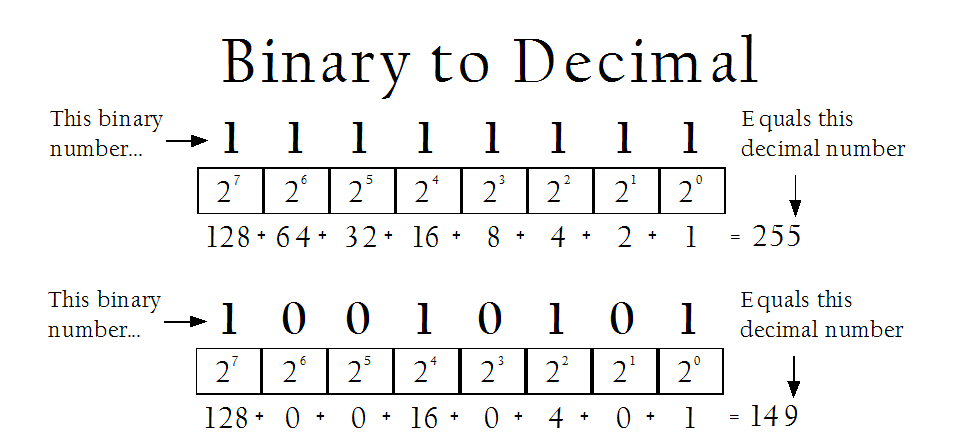 Binary to Decimal
This binary
number...
1 1 1 1 1 1 1 1
Equals this
decimal number
2⁷ 2⁶ 2⁵ 2⁴ 2³ 2² 2¹ 2⁰
128 + 64 + 32 + 16 + 8 + 4 + 2 + 1 = 255
This binary
number...
1 0 0 1 0 1 0 1
Equals this
decimal number
2⁷ 2⁶ 2⁵ 2⁴ 2³ 2² 2¹ 2⁰
128 + 0 + 0 + 16 + 0 + 4 + 0 + 1 = 149